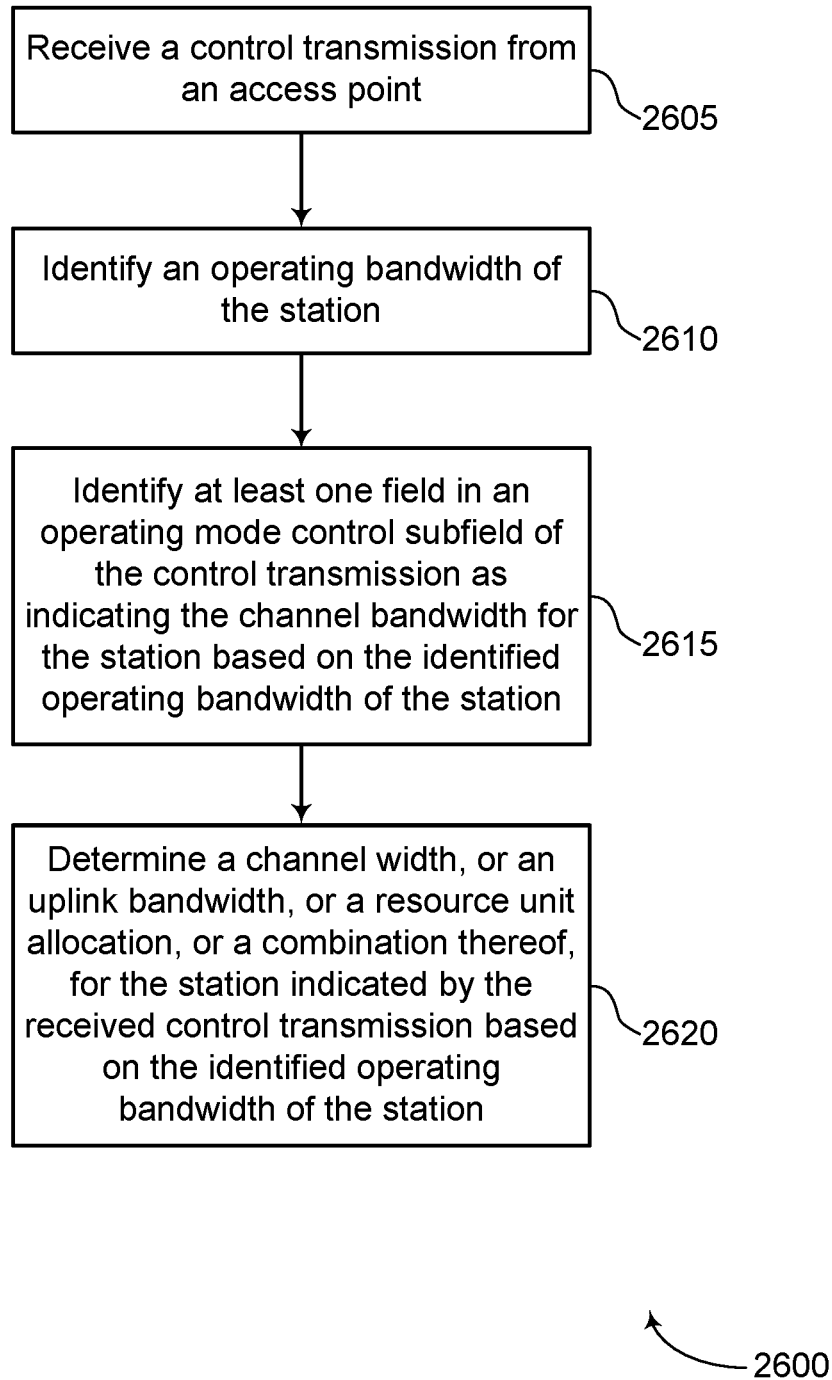 Receive a control transmission from
an access point
2605
Identify an operating bandwidth of
the station
2610
Identify at least one field in an
operating mode control subfield of
the control transmission as
indicating the channel bandwidth for
the station based on the identified
operating bandwidth of the station
2615
Determine a channel width, or an
uplink bandwidth, or a resource unit
allocation, or a combination thereof,
for the station indicated by the
received control transmission based
on the identified operating
bandwidth of the station
2620
2600